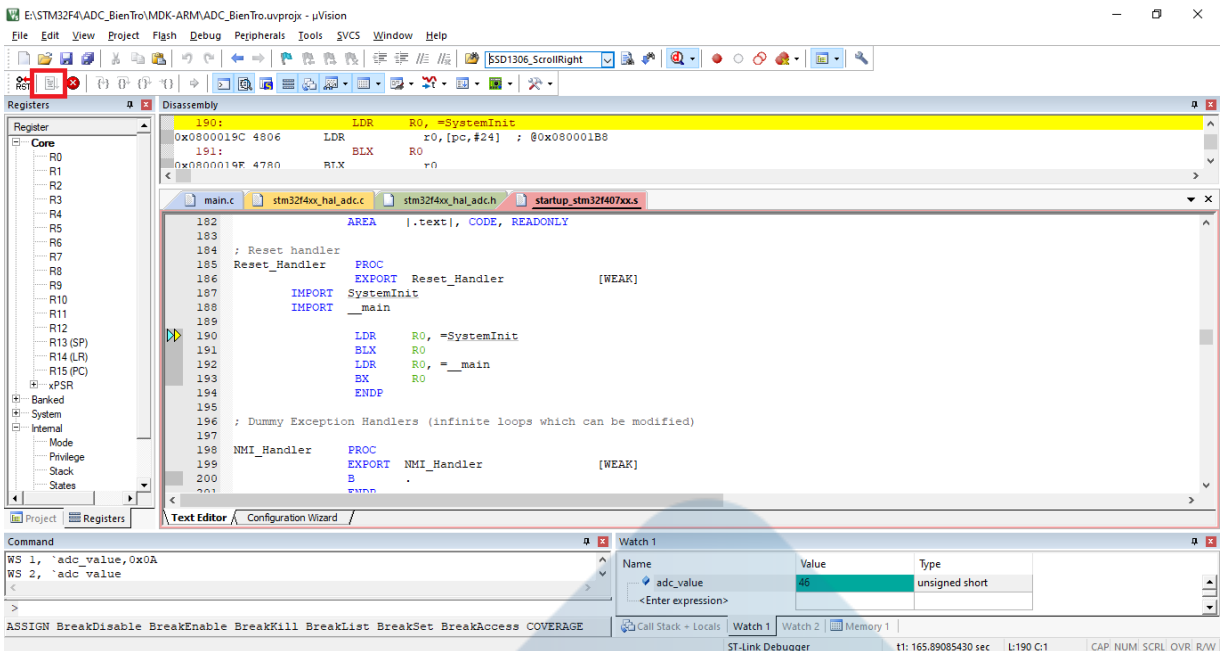 E:\STM32F4\ADC_BienTro\MDK-ARM\ADC_BienTro.uvprojx - µVision
File Edit View Project Flash Debug Peripherals Tools SVCS Window Help
SSD1306_ScrollRight
RST
Registers
Register
Core
R0
R1
R2
R3
R4
R5
R6
R7
R8
R9
R10
R11
R12
R13 (SP)
R14 (LR)
R15 (PC)
xPSR
Banked
System
Internal
Mode
Privilege
Stack
States
Project Registers
Disassembly
190: LDR R0, =SystemInit
0x0800019C 4806 LDR r0,[pc,#24] ; @0x080001B8
191: BLX R0
0x0800019E 4780 BLX r0
main.c stm32f4xx_hal_adc.c stm32f4xx_hal_adc.h startup_stm32f407xx.s
182 AREA |.text|, CODE, READONLY
183
184 ; Reset handler
185 Reset_Handler PROC
186 EXPORT Reset_Handler [WEAK]
187 IMPORT SystemInit
188 IMPORT __main
189
190 LDR R0, =SystemInit
191 BLX R0
192 LDR R0, =__main
193 BX R0
194 ENDP
195
196 ; Dummy Exception Handlers (infinite loops which can be modified)
197
198 NMI_Handler PROC
199 EXPORT NMI_Handler [WEAK]
200 B .
201 ENDP
Text Editor Configuration Wizard
Command
WS 1, `adc_value,0x0A
WS 2, `adc_value
>
ASSIGN BreakDisable BreakEnable BreakKill BreakList BreakSet BreakAccess COVERAGE
Watch 1
Name Value Type
adc_value 46 unsigned short
<Enter expression>
Call Stack + Locals Watch 1 Watch 2 Memory 1
ST-Link Debugger t1: 165.89085430 sec L:190 C:1 CAP NUM SCRL OVR R/W